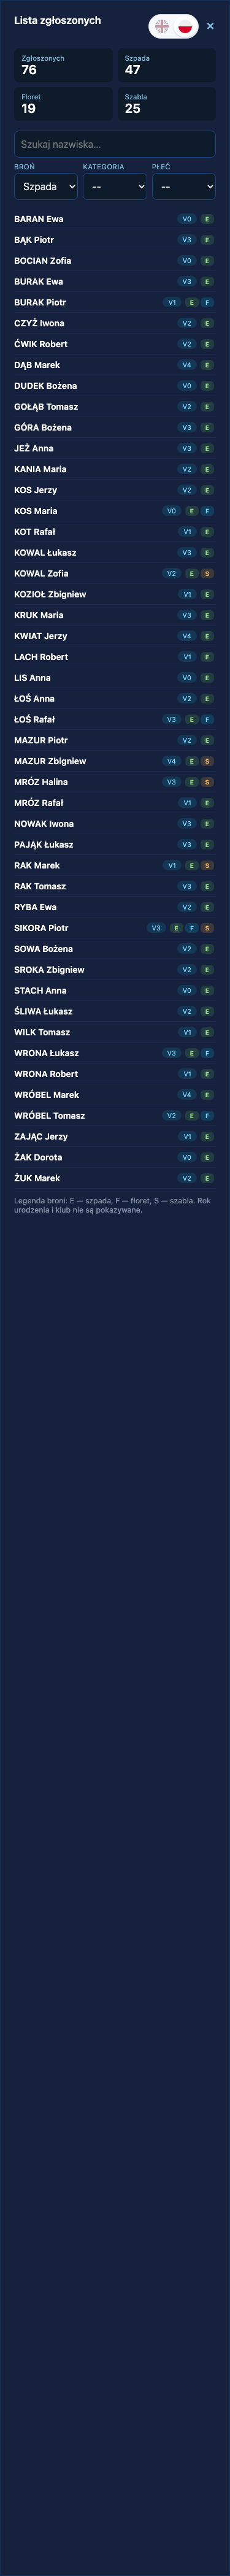 Lista zgłoszonych
×
Zgłoszonych Szpada
76 47
Floret Szabla
19 25
Szukaj nazwiska...
BROŃ KATEGORIA PŁEĆ
Szpada -- --
BARAN Ewa V0 E
BĄK Piotr V3 E
BOCIAN Zofia V0 E
BURAK Ewa V3 E
BURAK Piotr V1 E F
CZYŻ Iwona V2 E
ĆWIK Robert V2 E
DĄB Marek V4 E
DUDEK Bożena V0 E
GOŁĄB Tomasz V2 E
GÓRA Bożena V3 E
JEŻ Anna V3 E
KANIA Maria V2 E
KOS Jerzy V2 E
KOS Maria V0 E F
KOT Rafał V1 E
KOWAL Łukasz V3 E
KOWAL Zofia V2 E S
KOZIOŁ Zbigniew V1 E
KRUK Maria V3 E
KWIAT Jerzy V4 E
LACH Robert V1 E
LIS Anna V0 E
ŁOŚ Anna V2 E
ŁOŚ Rafał V3 E F
MAZUR Piotr V2 E
MAZUR Zbigniew V4 E S
MRÓZ Halina V3 E S
MRÓZ Rafał V1 E
NOWAK Iwona V3 E
PAJĄK Łukasz V3 E
RAK Marek V1 E S
RAK Tomasz V3 E
RYBA Ewa V2 E
SIKORA Piotr V3 E F S
SOWA Bożena V2 E
SROKA Zbigniew V2 E
STACH Anna V0 E
ŚLIWA Łukasz V2 E
WILK Tomasz V1 E
WRONA Łukasz V3 E F
WRONA Robert V1 E
WRÓBEL Marek V4 E
WRÓBEL Tomasz V2 E F
ZAJĄC Jerzy V1 E
ŻAK Dorota V0 E
ŻUK Marek V2 E
Legenda broni: E — szpada, F — floret, S — szabla. Rok
urodzenia i klub nie są pokazywane.